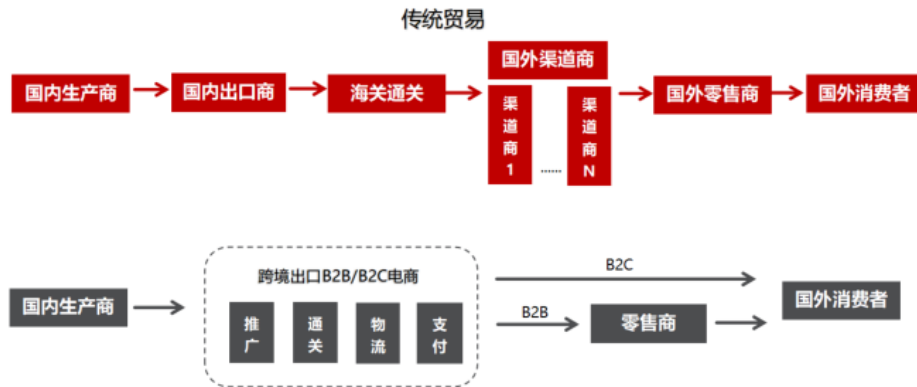 传统贸易
国内生产商
国内出口商
海关通关
国外渠道商
渠道商1
......
渠道商N
国外零售商
国外消费者
国内生产商
跨境出口B2B/B2C电商
推广
通关
物流
支付
B2C
B2B
零售商
国外消费者